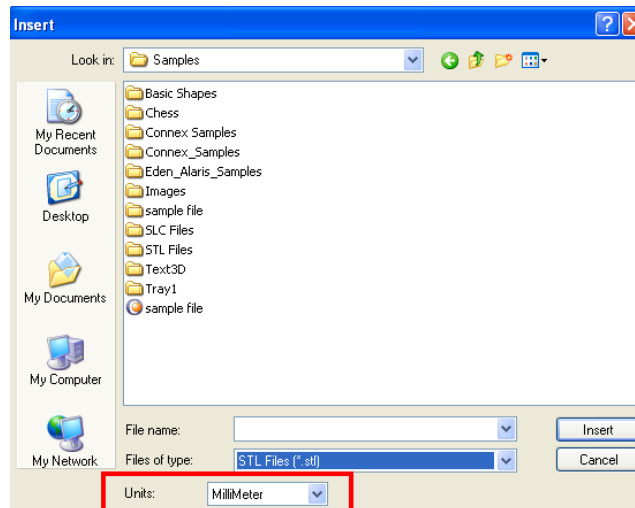 Insert
Look in:
Samples
My Recent
Documents
Desktop
My Documents
My Computer
My Network
Basic Shapes
Chess
Connex Samples
Connex_Samples
Eden_Alaris_Samples
Images
sample file
SLC Files
STL Files
Text3D
Tray1
sample file
File name:
Insert
Files of type:
STL Files (*.stl)
Cancel
Units:
MilliMeter